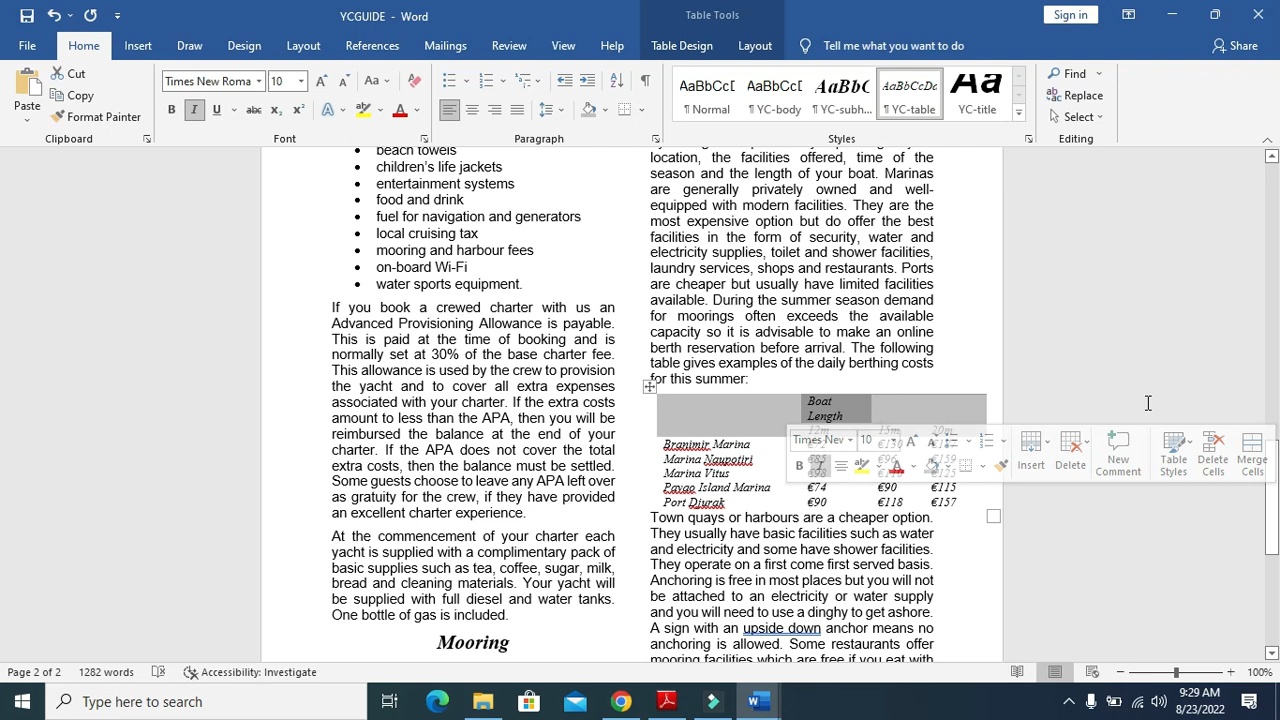 YCGUIDE - Word
Table Tools
Sign in
File
Home
Insert
Draw
Design
Layout
References
Mailings
Review
View
Help
Table Design
Layout
Tell me what you want to do
Share
Paste
Cut
Copy
Format Painter
Times New Roma
10
Clipboard
Font
Paragraph
AaBbCcD
¶ Normal
AaBbCcD
¶ YC-body
AaBbC
¶ YC-subh...
AaBbCcDa
¶ YC-table
Aa
YC-title
Styles
Find
Replace
Select
Editing
• beach towels
• children's life jackets
• entertainment systems
• food and drink
• fuel for navigation and generators
• local cruising tax
• mooring and harbour fees
• on-board Wi-Fi
• water sports equipment.
If you book a crewed charter with us an
Advanced Provisioning Allowance is payable.
This is paid at the time of booking and is
normally set at 30% of the base charter fee.
This allowance is used by the crew to provision
the yacht and to cover all extra expenses
associated with your charter. If the extra costs
amount to less than the APA, then you will be
reimbursed the balance at the end of your
charter. If the APA does not cover the total
extra costs, then the balance must be settled.
Some guests choose to leave any APA left over
as gratuity for the crew, if they have provided
an excellent charter experience.
At the commencement of your charter each
yacht is supplied with a complimentary pack of
basic supplies such as tea, coffee, sugar, milk,
bread and cleaning materials. Your yacht will
be supplied with full diesel and water tanks.
One bottle of gas is included.
Mooring
location, the facilities offered, time of the
season and the length of your boat. Marinas
are generally privately owned and well-
equipped with modern facilities. They are the
most expensive option but do offer the best
facilities in the form of security, water and
electricity supplies, toilet and shower facilities,
laundry services, shops and restaurants. Ports
are cheaper but usually have limited facilities
available. During the summer season demand
for moorings often exceeds the available
capacity so it is advisable to make an online
berth reservation before arrival. The following
table gives examples of the daily berthing costs
for this summer:
Boat
Length
12m 15m 20m
Branimir Marina
Marina Naupotiri
Marina Vitus
Pavao Island Marina €74 €90 €115
Port Djurak €90 €118 €157
Times Nev
10
Insert
Delete
New Comment
Table Styles
Delete Cells
Merge Cells
Town quays or harbours are a cheaper option.
They usually have basic facilities such as water
and electricity and some have shower facilities.
They operate on a first come first served basis.
Anchoring is free in most places but you will not
be attached to an electricity or water supply
and you will need to use a dinghy to get ashore.
A sign with an upside down anchor means no
anchoring is allowed. Some restaurants offer
mooring facilities which are free if you eat with
Page 2 of 2
1282 words
Accessibility: Investigate
100%
Type here to search
9:29 AM
8/23/2022